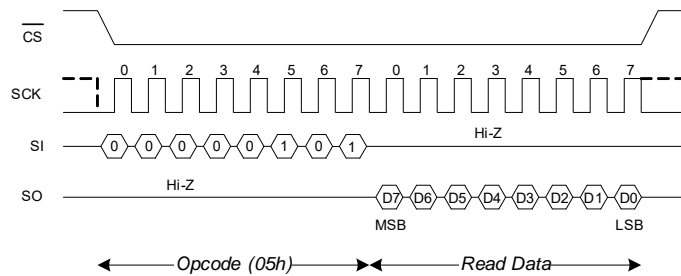 CS
0 1 2 3 4 5 6 7 0 1 2 3 4 5 6 7
SCK
Hi-Z
SI 0 0 0 0 0 1 0 1
Hi-Z
SO D7 D6 D5 D4 D3 D2 D1 D0
MSB LSB
Opcode (05h) Read Data